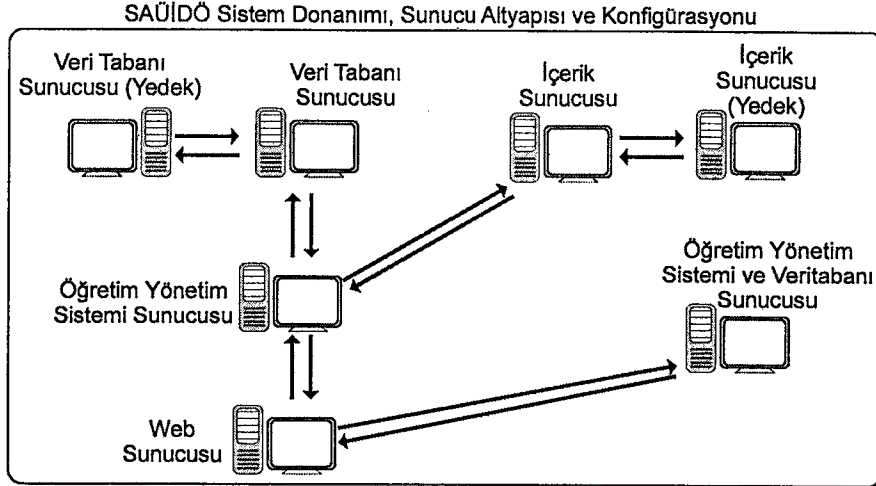 SAÜİDÖ Sistem Donanımı, Sunucu Altyapısı ve Konfigürasyonu
Veri Tabanı
Sunucusu (Yedek)
Veri Tabanı
Sunucusu
İçerik
Sunucusu
İçerik
Sunucusu
(Yedek)
Öğretim Yönetim
Sistemi Sunucusu
Öğretim Yönetim
Sistemi ve Veritabanı
Sunucusu
Web
Sunucusu